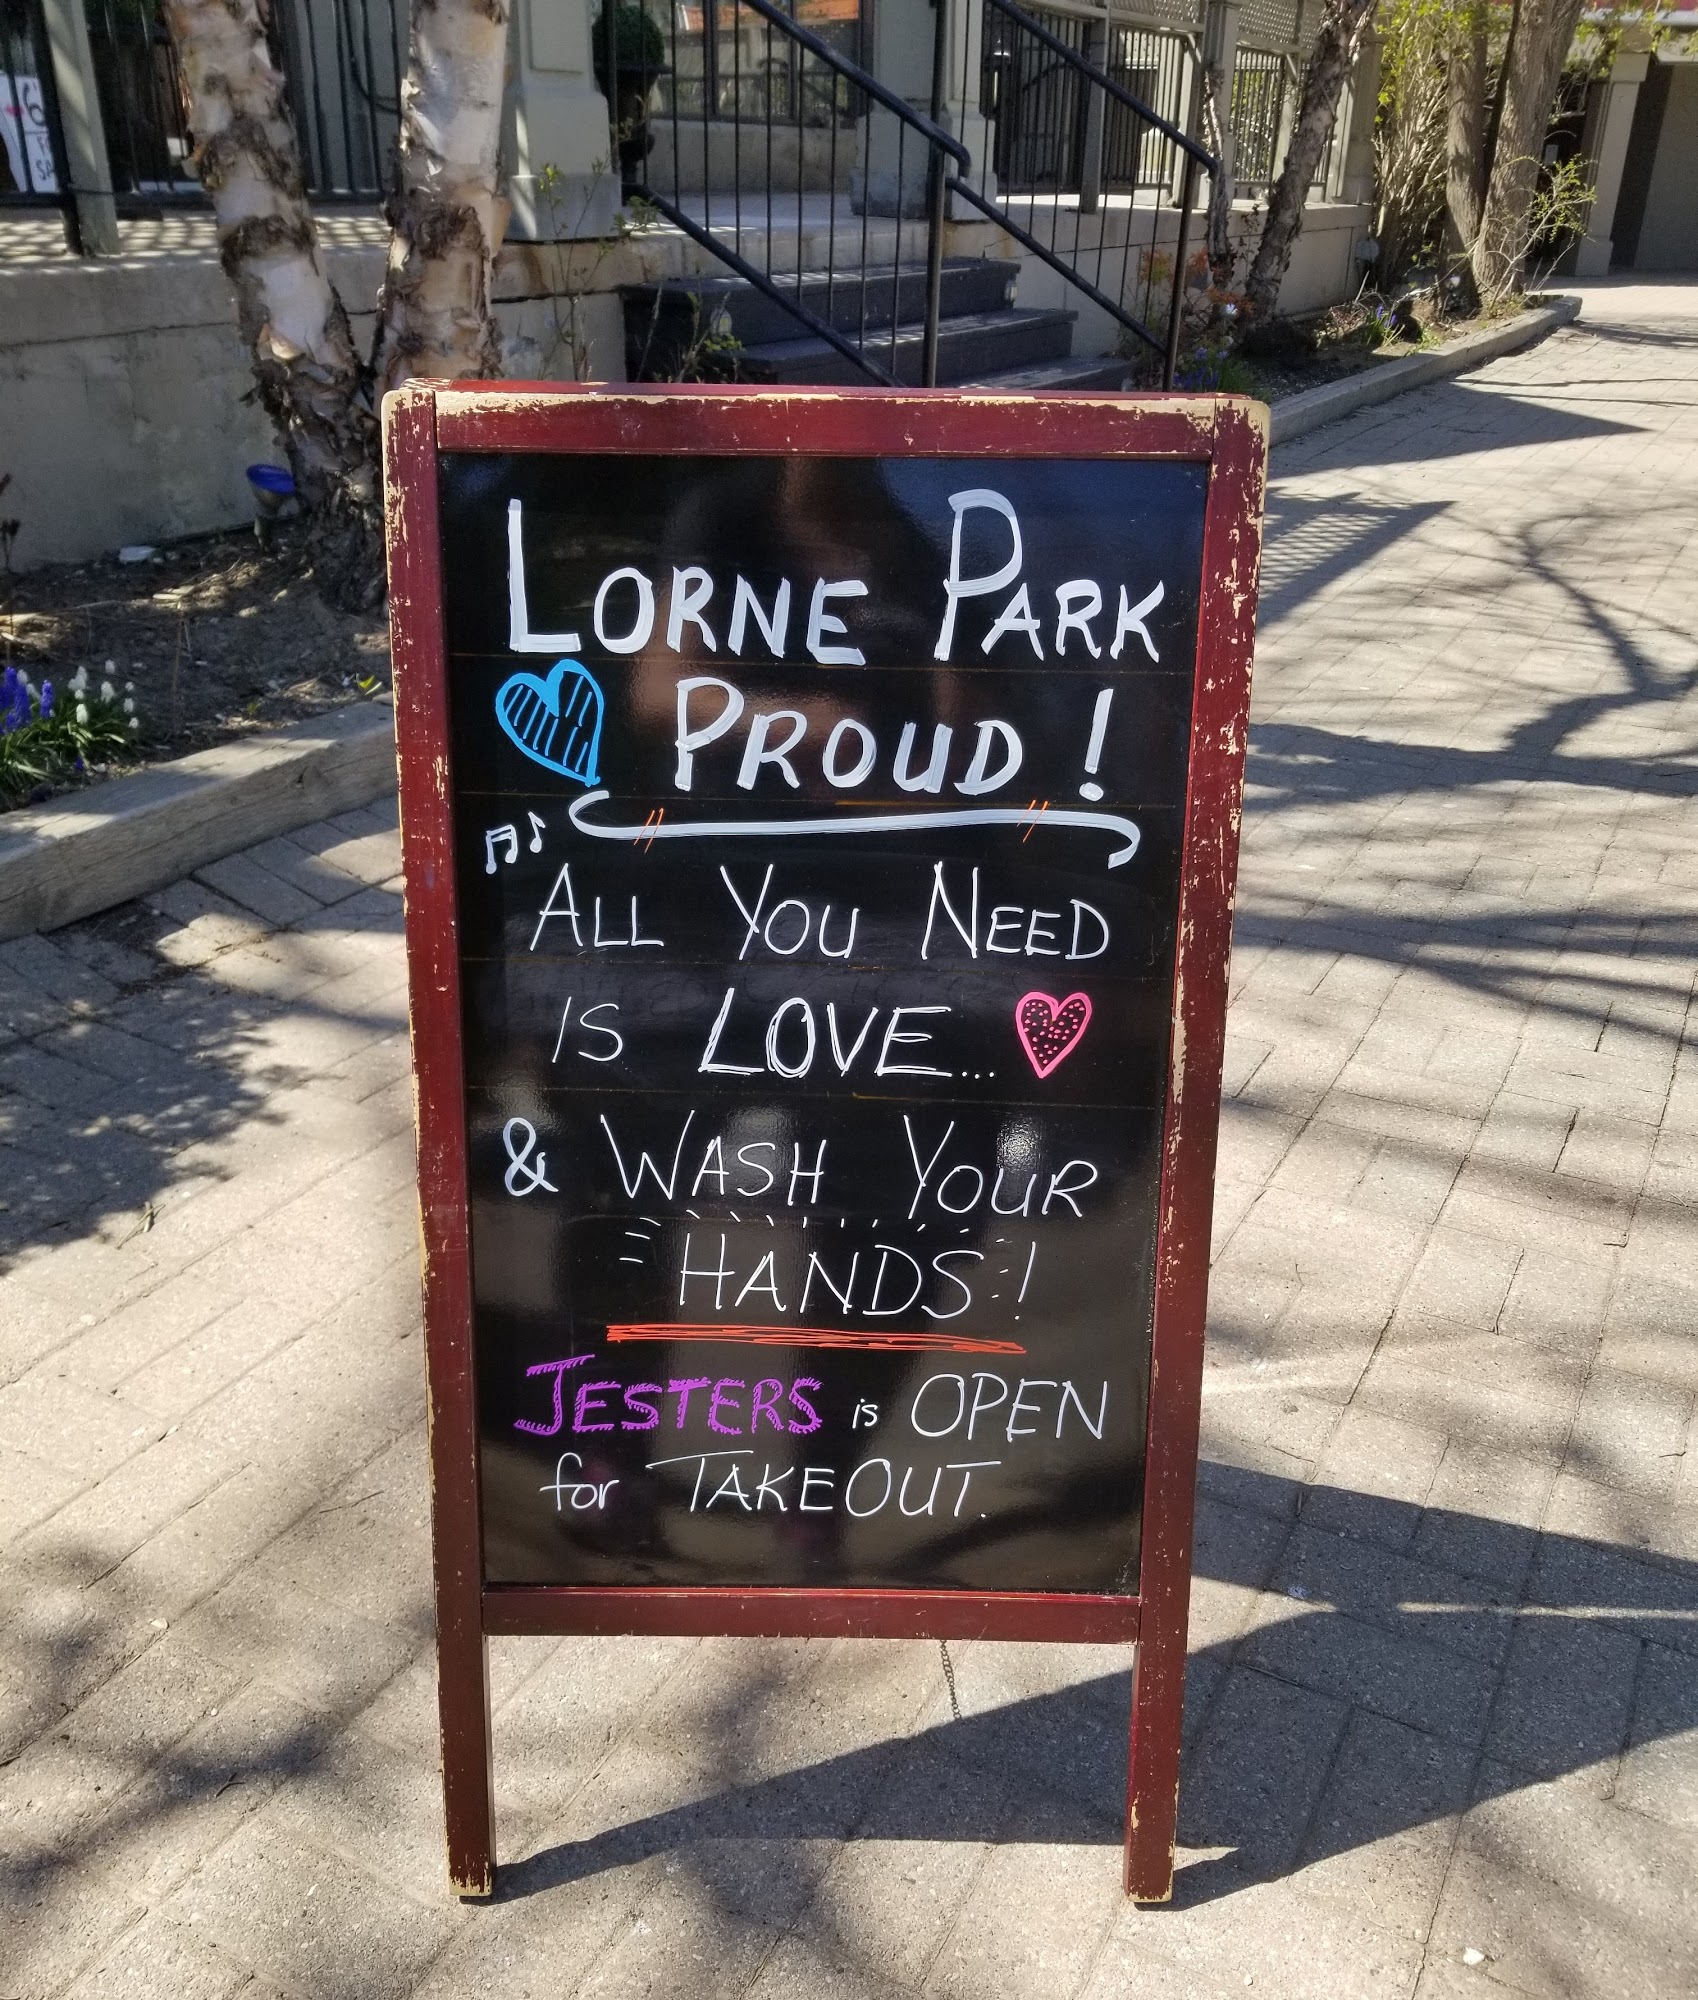 LORNE PARK
PROUD!
ALL YOU NEED
IS LOVE...
& WASH YOUR
HANDS!
JESTERS is OPEN
for TAKEOUT.